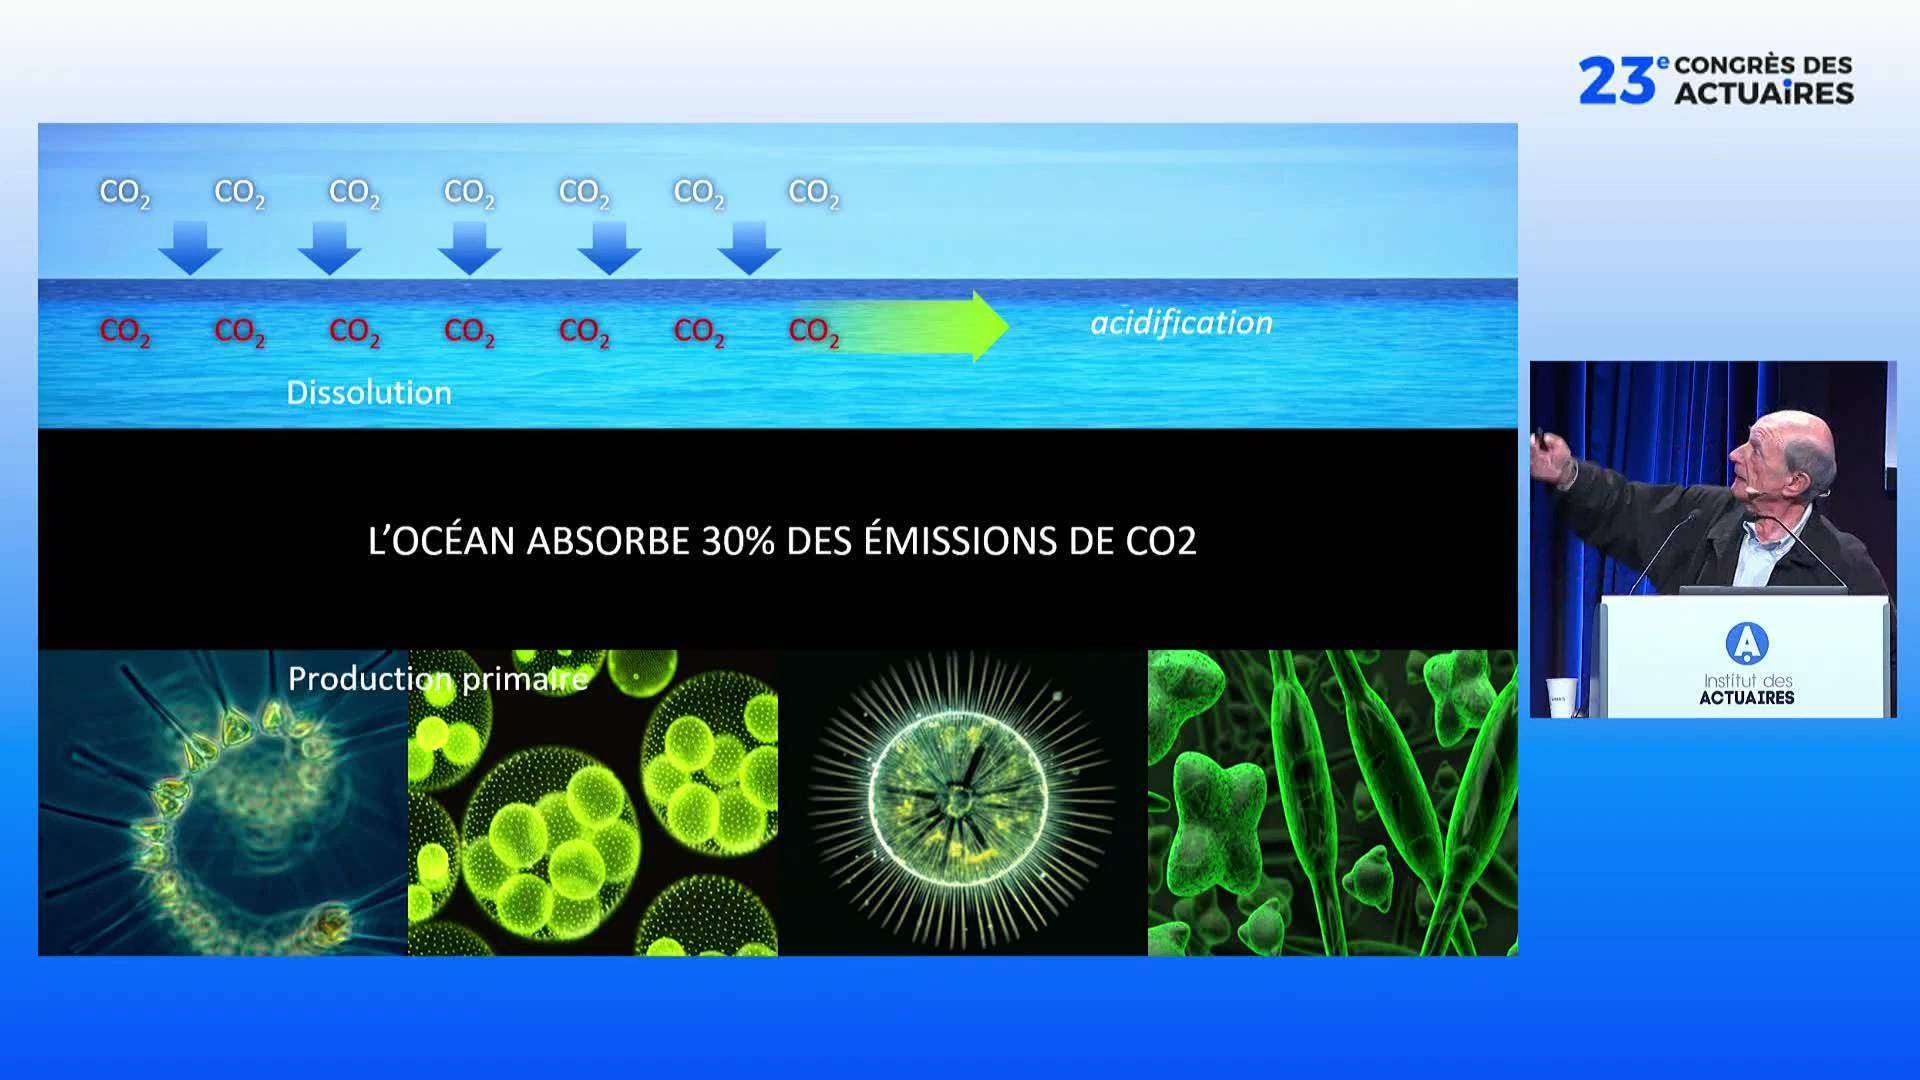 23e CONGRÈS DES
ACTUAiRES
CO2 CO2 CO2 CO2 CO2 CO2 CO2
CO2 CO2 CO2 CO2 CO2 CO2 CO2
acidification
Dissolution
L’OCÉAN ABSORBE 30% DES ÉMISSIONS DE CO2
Production primaire
A
Institut des
ACTUAIRES